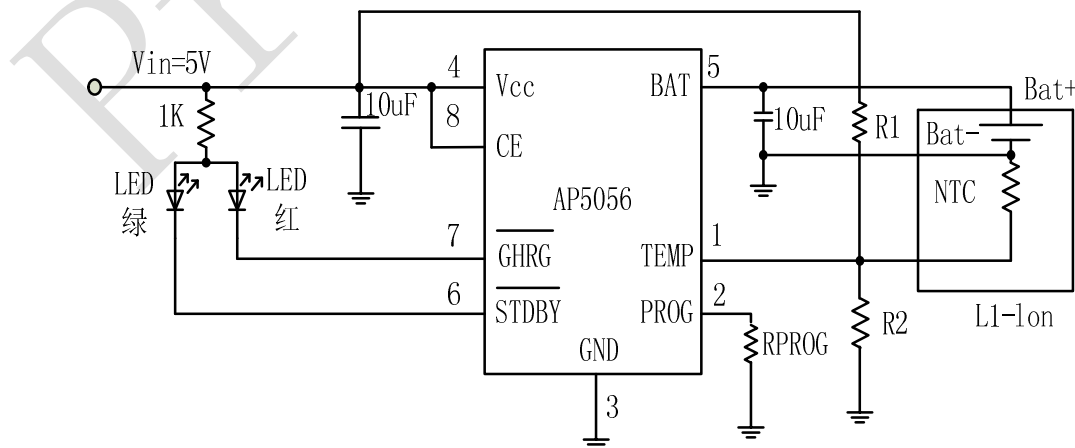 Vin=5V
1K
LED
绿
LED
红
10uF
4
Vcc
8
CE
AP5056
7
GHRG
6
STDBY
GND
3
BAT
5
TEMP
1
PROG
2
RPROG
10uF
R1
R2
Bat+
Bat-
NTC
L1-lon